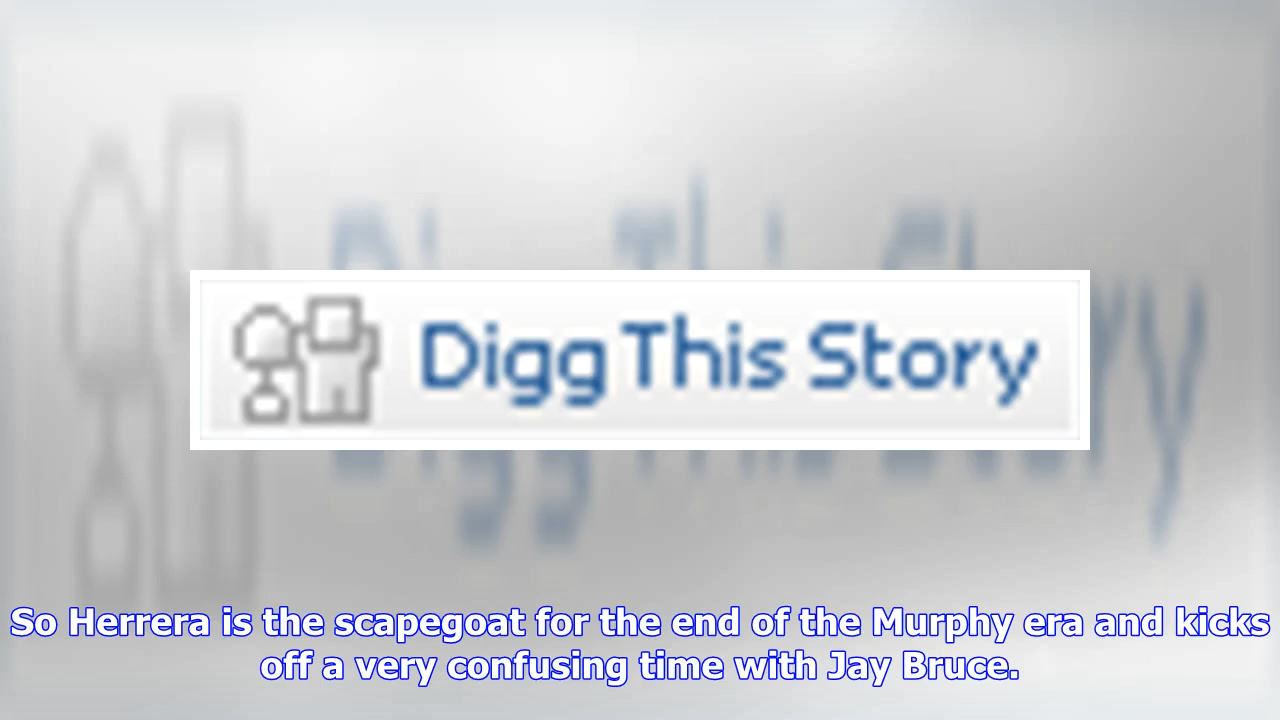 Digg This Story
So Herrera is the scapegoat for the end of the Murphy era and kicks
off a very confusing time with Jay Bruce.